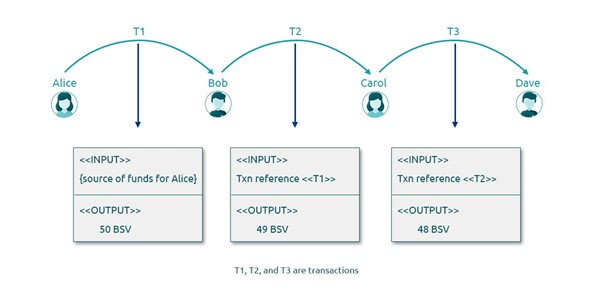 T1 T2 T3
Alice Bob Carol Dave
<<INPUT>>
{source of funds for Alice}
<<OUTPUT>>
50 BSV
<<INPUT>>
Txn reference <<T1>>
<<OUTPUT>>
49 BSV
<<INPUT>>
Txn reference <<T2>>
<<OUTPUT>>
48 BSV
T1, T2, and T3 are transactions